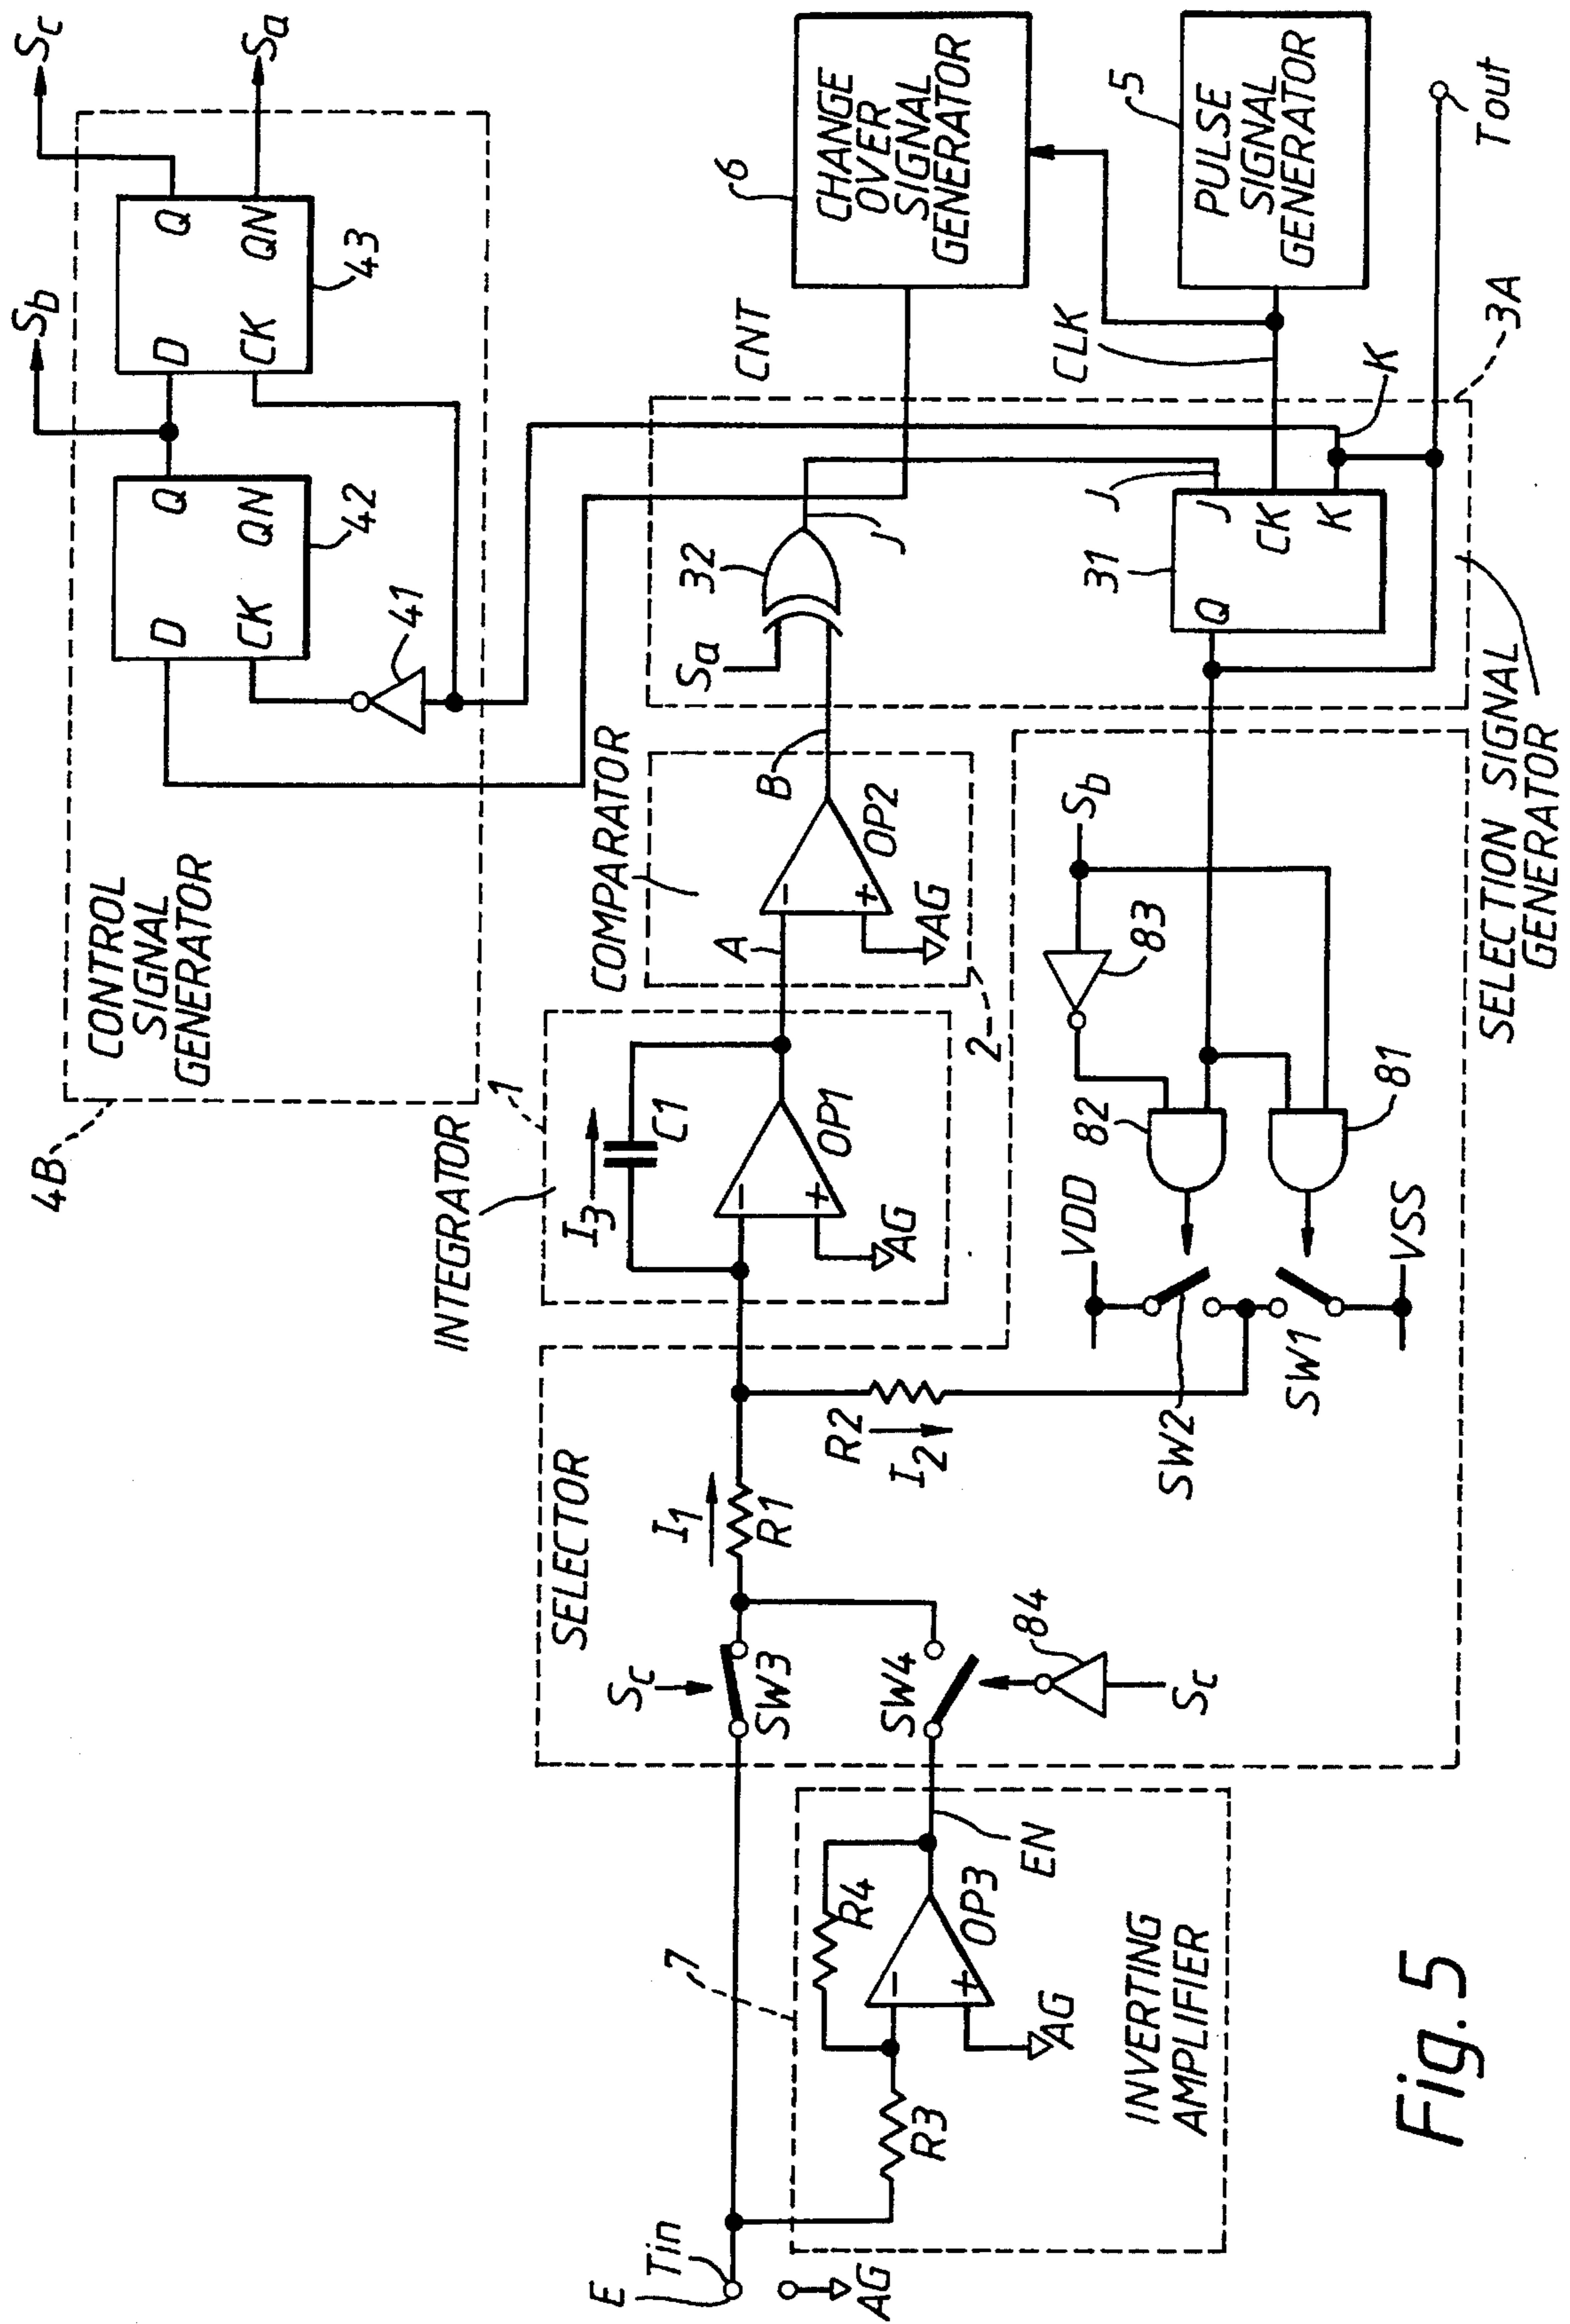 4B
CONTROL
SIGNAL
GENERATOR
D
CK
Q
QN
42
41
Sb
D
CK
Q
QN
43
Sc
Sa
INTEGRATOR
1
I3
C1
-
+
OP1
AG
COMPARATOR
A
-
+
OP2
AG
2
B
Sa
32
J
CNT
6
CHANGE
OVER
SIGNAL
GENERATOR
5
PULSE
SIGNAL
GENERATOR
CLK
J
K
31
Q
J
CK
K
3A
Tout
SELECTION SIGNAL
GENERATOR
SELECTOR
Sc
SW3
SW4
84
Sc
I1
R1
R2
I2
VDD
SW2
SW1
VSS
82
81
83
Sb
E
Tin
AG
7
R3
R4
-
+
OP3
AG
EN
INVERTING
AMPLIFIER
Fig. 5